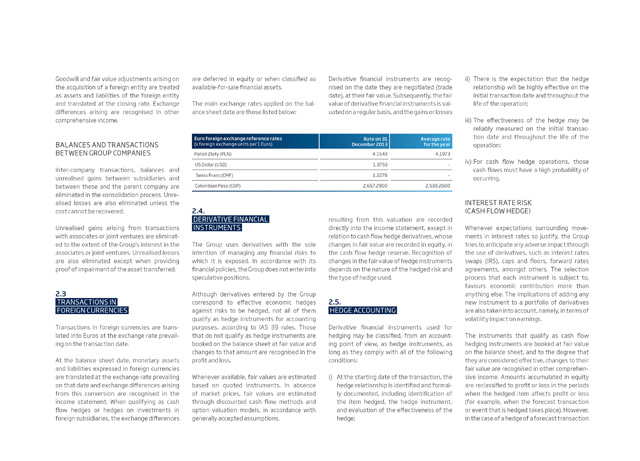 Goodwill and fair value adjustments arising on
the acquisition of a foreign entity are treated
as assets and liabilities of the foreign entity
and translated at the closing rate. Exchange
differences arising are recognised in other
comprehensive income.
BALANCES AND TRANSACTIONS
BETWEEN GROUP COMPANIES
Inter-company transactions, balances and
unrealised gains between subsidiaries and
between these and the parent company are
eliminated in the consolidation process. Unre-
alised losses are also eliminated unless the
cost cannot be recovered.
Unrealised gains arising from transactions
with associates or joint ventures are eliminat-
ed to the extent of the Group's interest in the
associates or joint ventures. Unrealised losses
are also eliminated except when providing
proof of impairment of the asset transferred.
2.3
TRANSACTIONS IN
FOREIGN CURRENCIES
Transactions in foreign currencies are trans-
lated into Euros at the exchange rate prevail-
ing on the transaction date.
At the balance sheet date, monetary assets
and liabilities expressed in foreign currencies
are translated at the exchange rate prevailing
on that date and exchange differences arising
from this conversion are recognised in the
income statement. When qualifying as cash
flow hedges or hedges on investments in
foreign subsidiaries, the exchange differences
are deferred in equity or when classified as
available-for-sale financial assets.
The main exchange rates applied on the bal-
ance sheet date are those listed below:
Euro foreign exchange reference rates
(x foreign exchange units per 1 Euro)
Rate on 31
December 2013
Average rate
for the year
Polish Zloty (PLN) 4.1543 4.1973
US Dollar (USD) 1.3753 -
Swiss Franc (CHF) 1.2276 -
Colombian Peso (COP) 2,657.2900 2,533.2600
2.4.
DERIVATIVE FINANCIAL
INSTRUMENTS
The Group uses derivatives with the sole
intention of managing any financial risks to
which it is exposed. In accordance with its
financial policies, the Group does not enter into
speculative positions.
Although derivatives entered by the Group
correspond to effective economic hedges
against risks to be hedged, not all of them
qualify as hedge instruments for accounting
purposes, according to IAS 39 rules. Those
that do not qualify as hedge instruments are
booked on the balance sheet at fair value and
changes to that amount are recognised in the
profit and loss.
Whenever available, fair values are estimated
based on quoted instruments. In absence
of market prices, fair values are estimated
through discounted cash flow methods and
option valuation models, in accordance with
generally accepted assumptions.
Derivative financial instruments are recog-
nised on the date they are negotiated (trade
date), at their fair value. Subsequently, the fair
value of derivative financial instruments is val-
uated on a regular basis, and the gains or losses
resulting from this valuation are recorded
directly into the income statement, except in
relation to cash flow hedge derivatives, whose
changes in fair value are recorded in equity, in
the cash flow hedge reserve. Recognition of
changes in the fair value of hedge instruments
depends on the nature of the hedged risk and
the type of hedge used.
2.5.
HEDGE ACCOUNTING
Derivative financial instruments used for
hedging may be classified, from an account-
ing point of view, as hedge instruments, as
long as they comply with all of the following
conditions:
i) At the starting date of the transaction, the
hedge relationship is identified and formal-
ly documented, including identification of
the item hedged, the hedge instrument,
and evaluation of the effectiveness of the
hedge;
ii) There is the expectation that the hedge
relationship will be highly effective on the
initial transaction date and throughout the
life of the operation;
iii) The effectiveness of the hedge may be
reliably measured on the initial transac-
tion date and throughout the life of the
operation;
iv) For cash flow hedge operations, those
cash flows must have a high probability of
occurring.
INTEREST RATE RISK
(CASH FLOW HEDGE)
Whenever expectations surrounding move-
ments in interest rates so justify, the Group
tries to anticipate any adverse impact through
the use of derivatives, such as interest rates
swaps (IRS), caps and floors, forward rates
agreements, amongst others. The selection
process that each instrument is subject to,
favours economic contribution more than
anything else. The implications of adding any
new instrument to a portfolio of derivatives
are also taken into account, namely, in terms of
volatility impact on earnings.
The instruments that qualify as cash flow
hedging instruments are booked at fair value
on the balance sheet, and to the degree that
they are considered effective, changes to their
fair value are recognised in other comprehen-
sive income. Amounts accumulated in equity
are reclassified to profit or loss in the periods
when the hedged item affects profit or loss
(for example, when the forecast transaction
or event that is hedged takes place). However,
in the case of a hedge of a forecast transaction